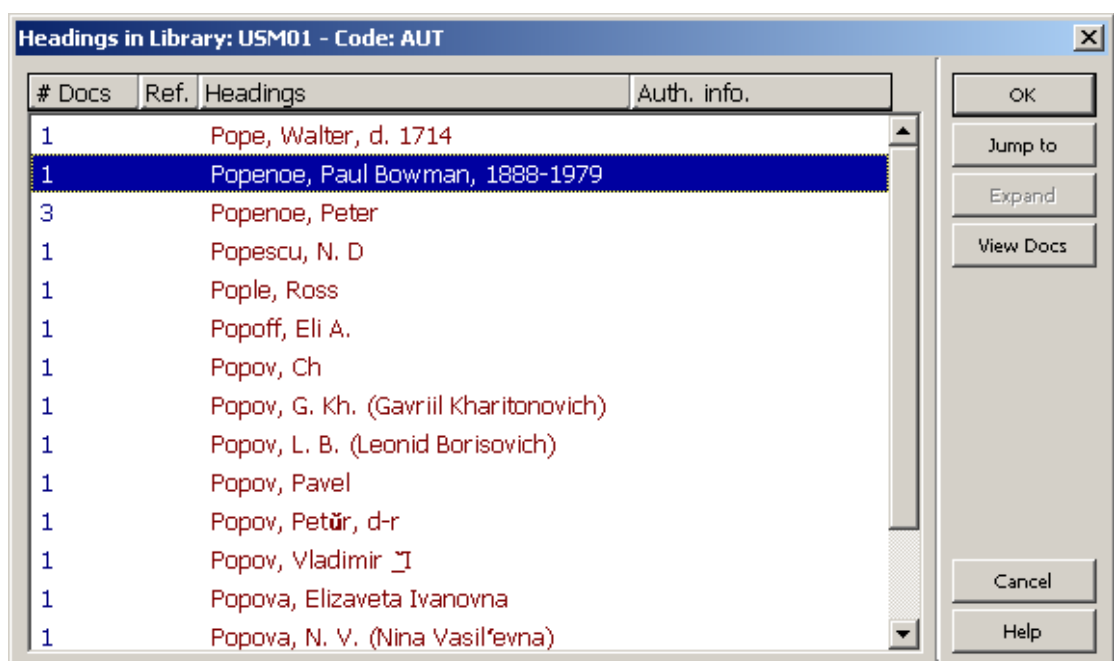 Headings in Library: USM01 - Code: AUT
# Docs Ref. Headings Auth. info.
1 Pope, Walter, d. 1714
1 Popenoe, Paul Bowman, 1888-1979
3 Popenoe, Peter
1 Popescu, N. D
1 Pople, Ross
1 Popoff, Eli A.
1 Popov, Ch
1 Popov, G. Kh. (Gavriil Kharitonovich)
1 Popov, L. B. (Leonid Borisovich)
1 Popov, Pavel
1 Popov, Petŭr, d-r
1 Popov, Vladimir
1 Popova, Elizaveta Ivanovna
1 Popova, N. V. (Nina Vasilʹevna)
OK
Jump to
Expand
View Docs
Cancel
Help